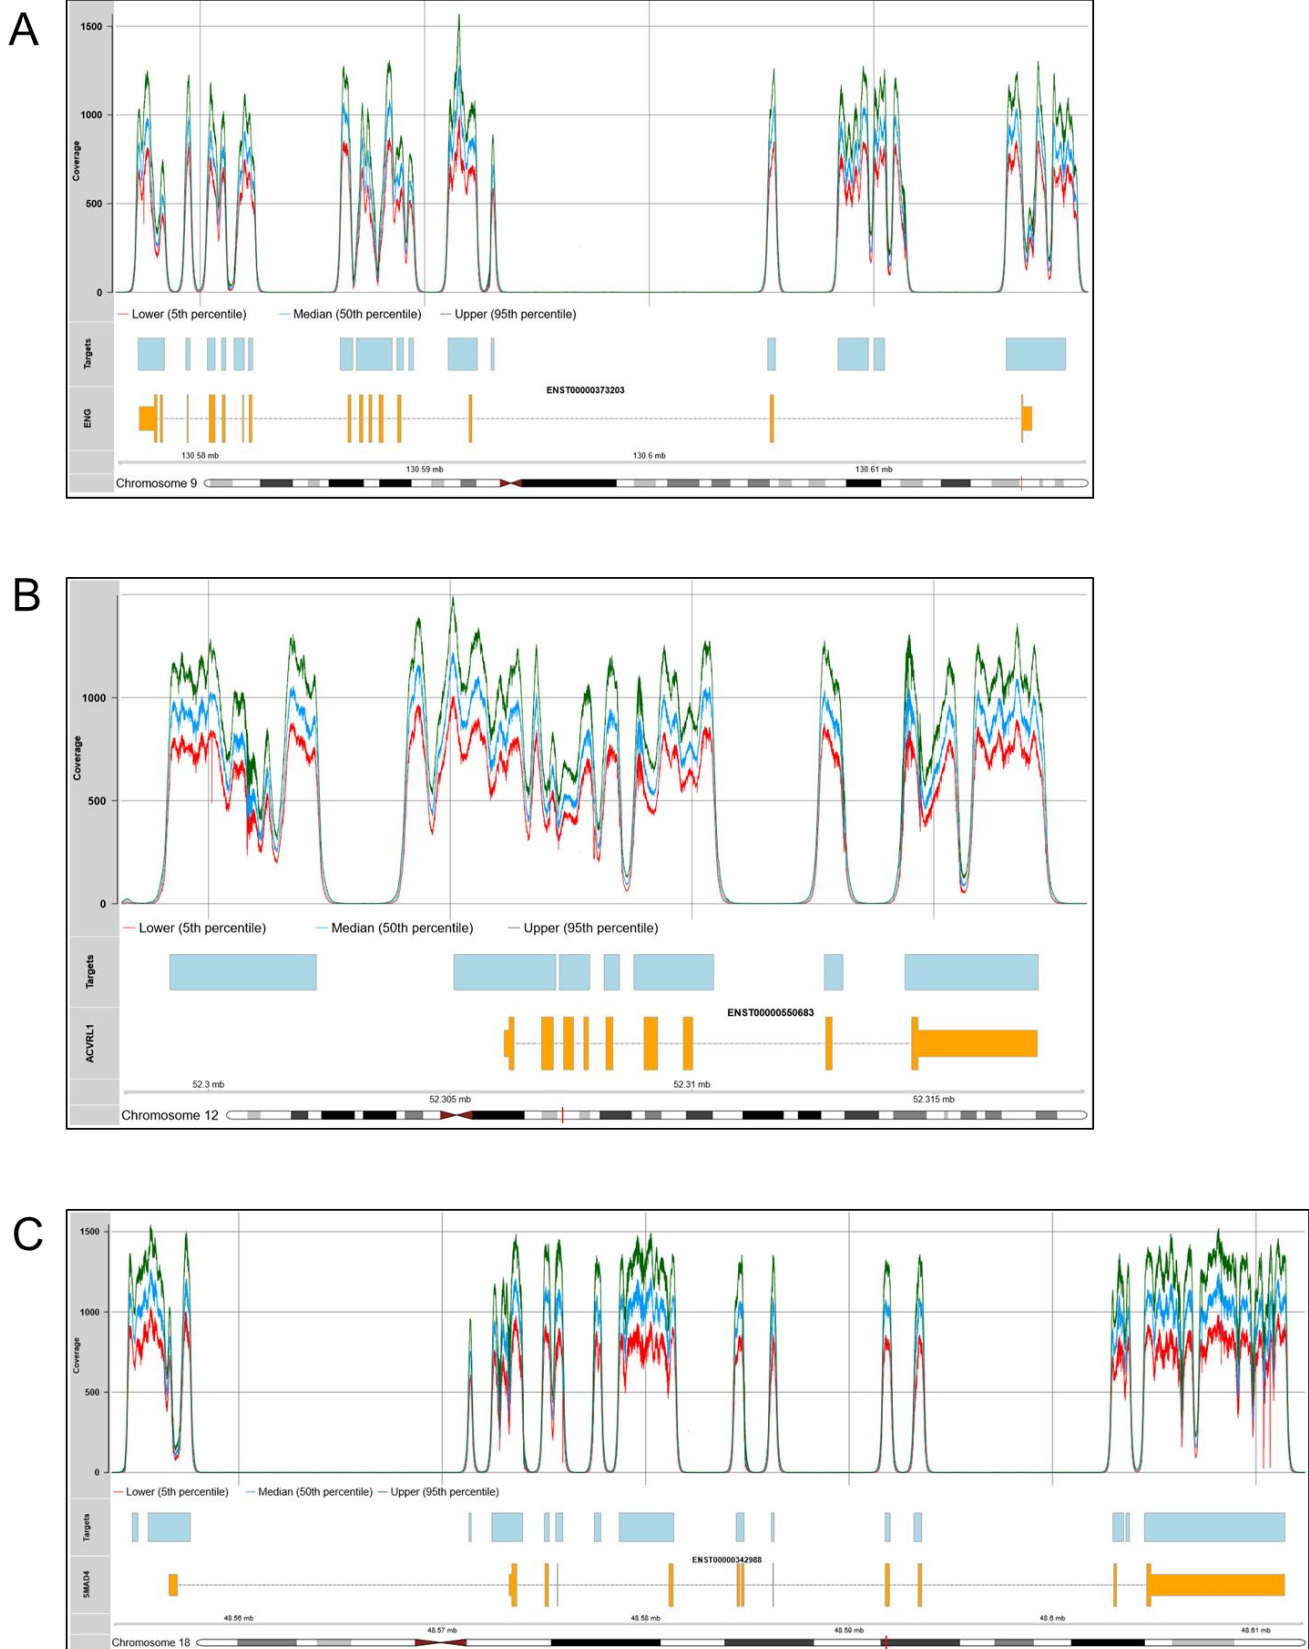 A
1500
1000
500
0
Coverage
Lower (5th percentile) Median (50th percentile) Upper (95th percentile)
Targets
ENST00000373203
ENG
130.58 mb 130.6 mb
130.59 mb 130.61 mb
Chromosome 9
B
1000
500
0
Coverage
Lower (5th percentile) Median (50th percentile) Upper (95th percentile)
Targets
ENST00000550683
ACVRL1
52.3 mb 52.31 mb
52.305 mb 52.315 mb
Chromosome 12
C
1500
1000
500
0
Coverage
Lower (5th percentile) Median (50th percentile) Upper (95th percentile)
Targets
ENST00000342988
SMAD4
48.56 mb 48.58 mb 48.6 mb
48.57 mb 48.59 mb 48.61 mb
Chromosome 18